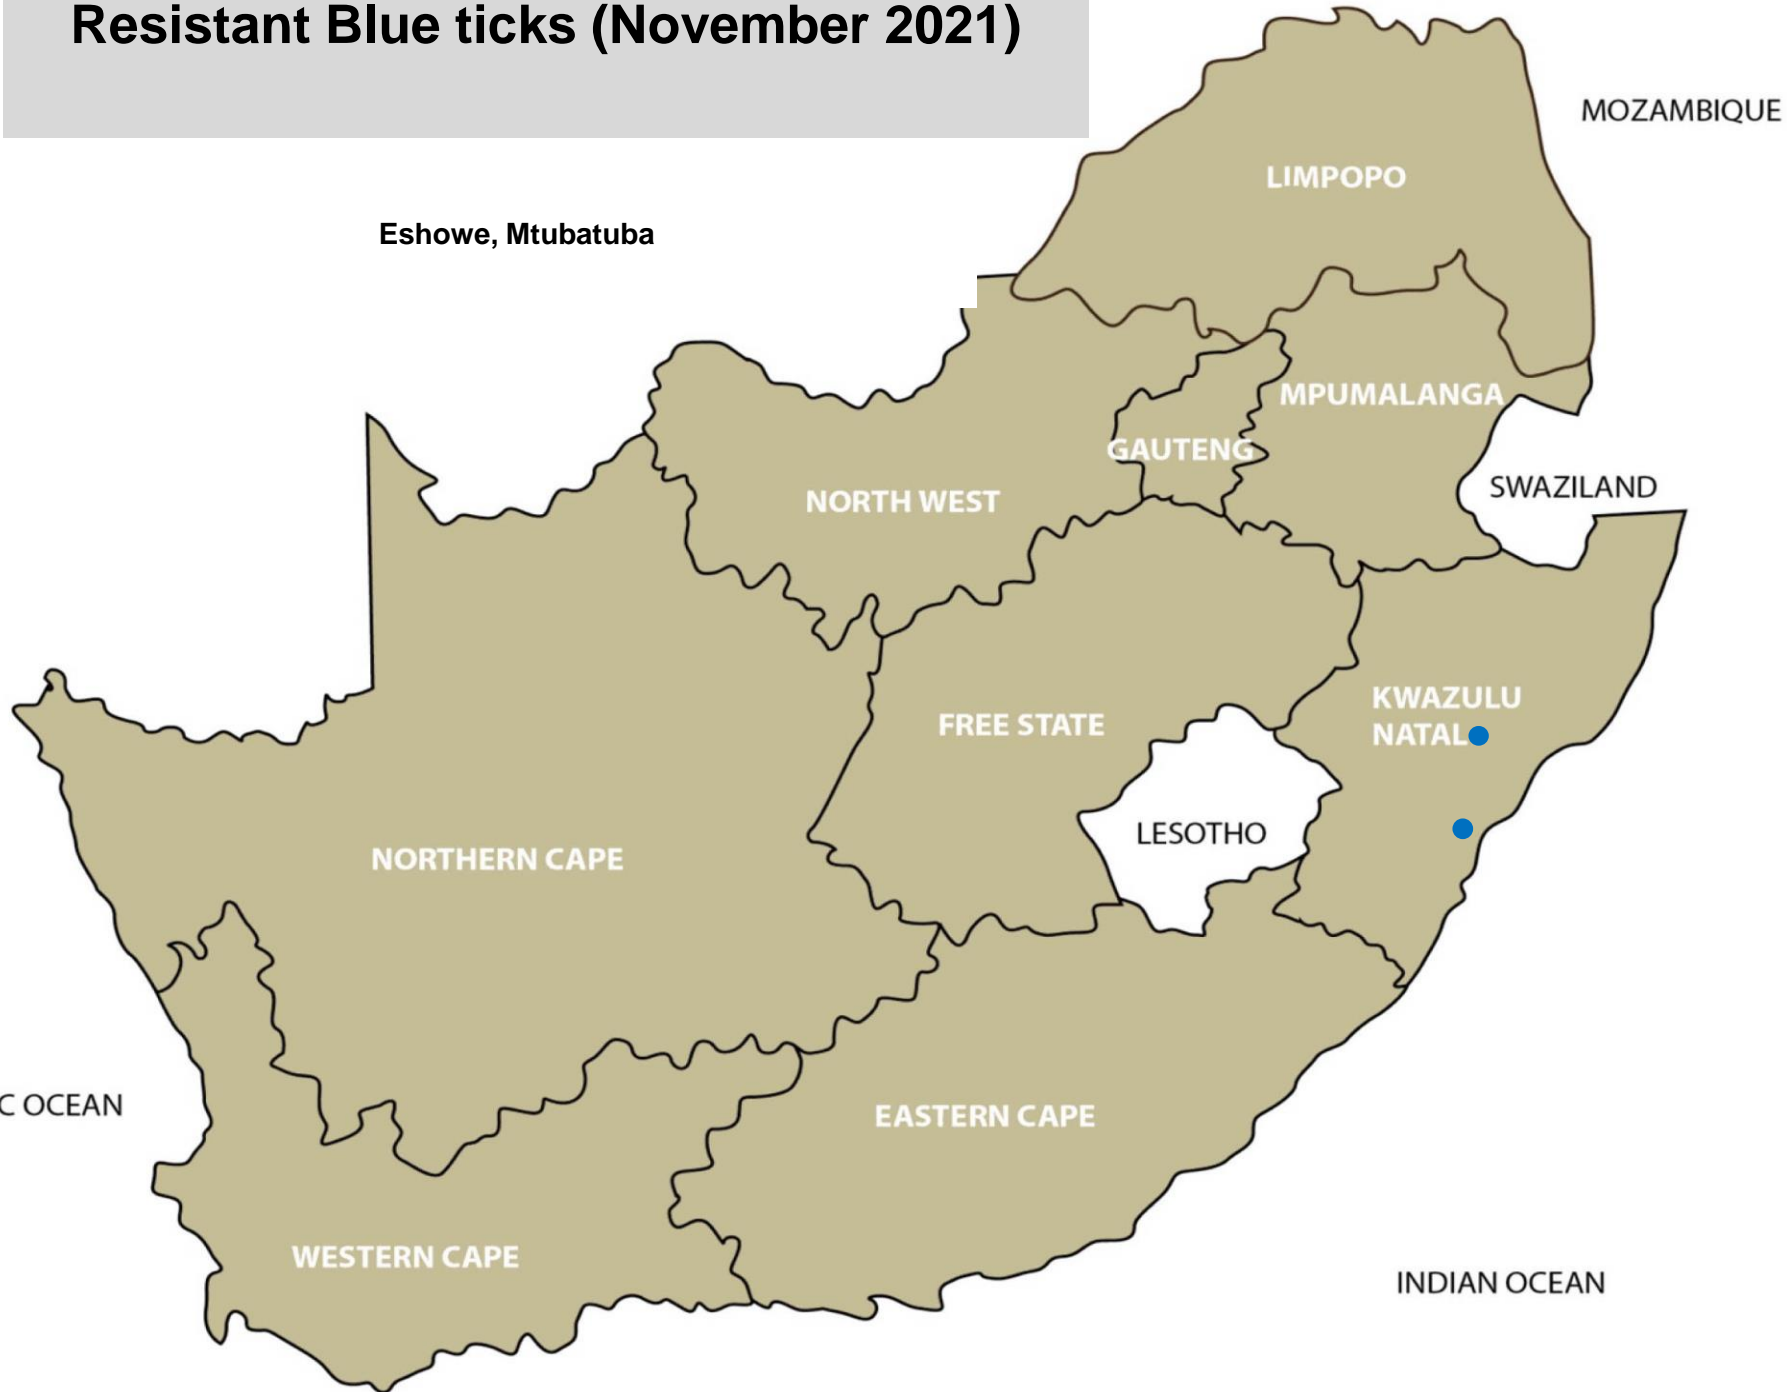 Resistant Blue ticks (November 2021)
MOZAMBIQUE
LIMPOPO
Eshowe, Mtubatuba
MPUMALANGA
GAUTENG
SWAZILAND
NORTH WEST
KWAZULU
NATAL
FREE STATE
LESOTHO
NORTHERN CAPE
C OCEAN
EASTERN CAPE
WESTERN CAPE
INDIAN OCEAN